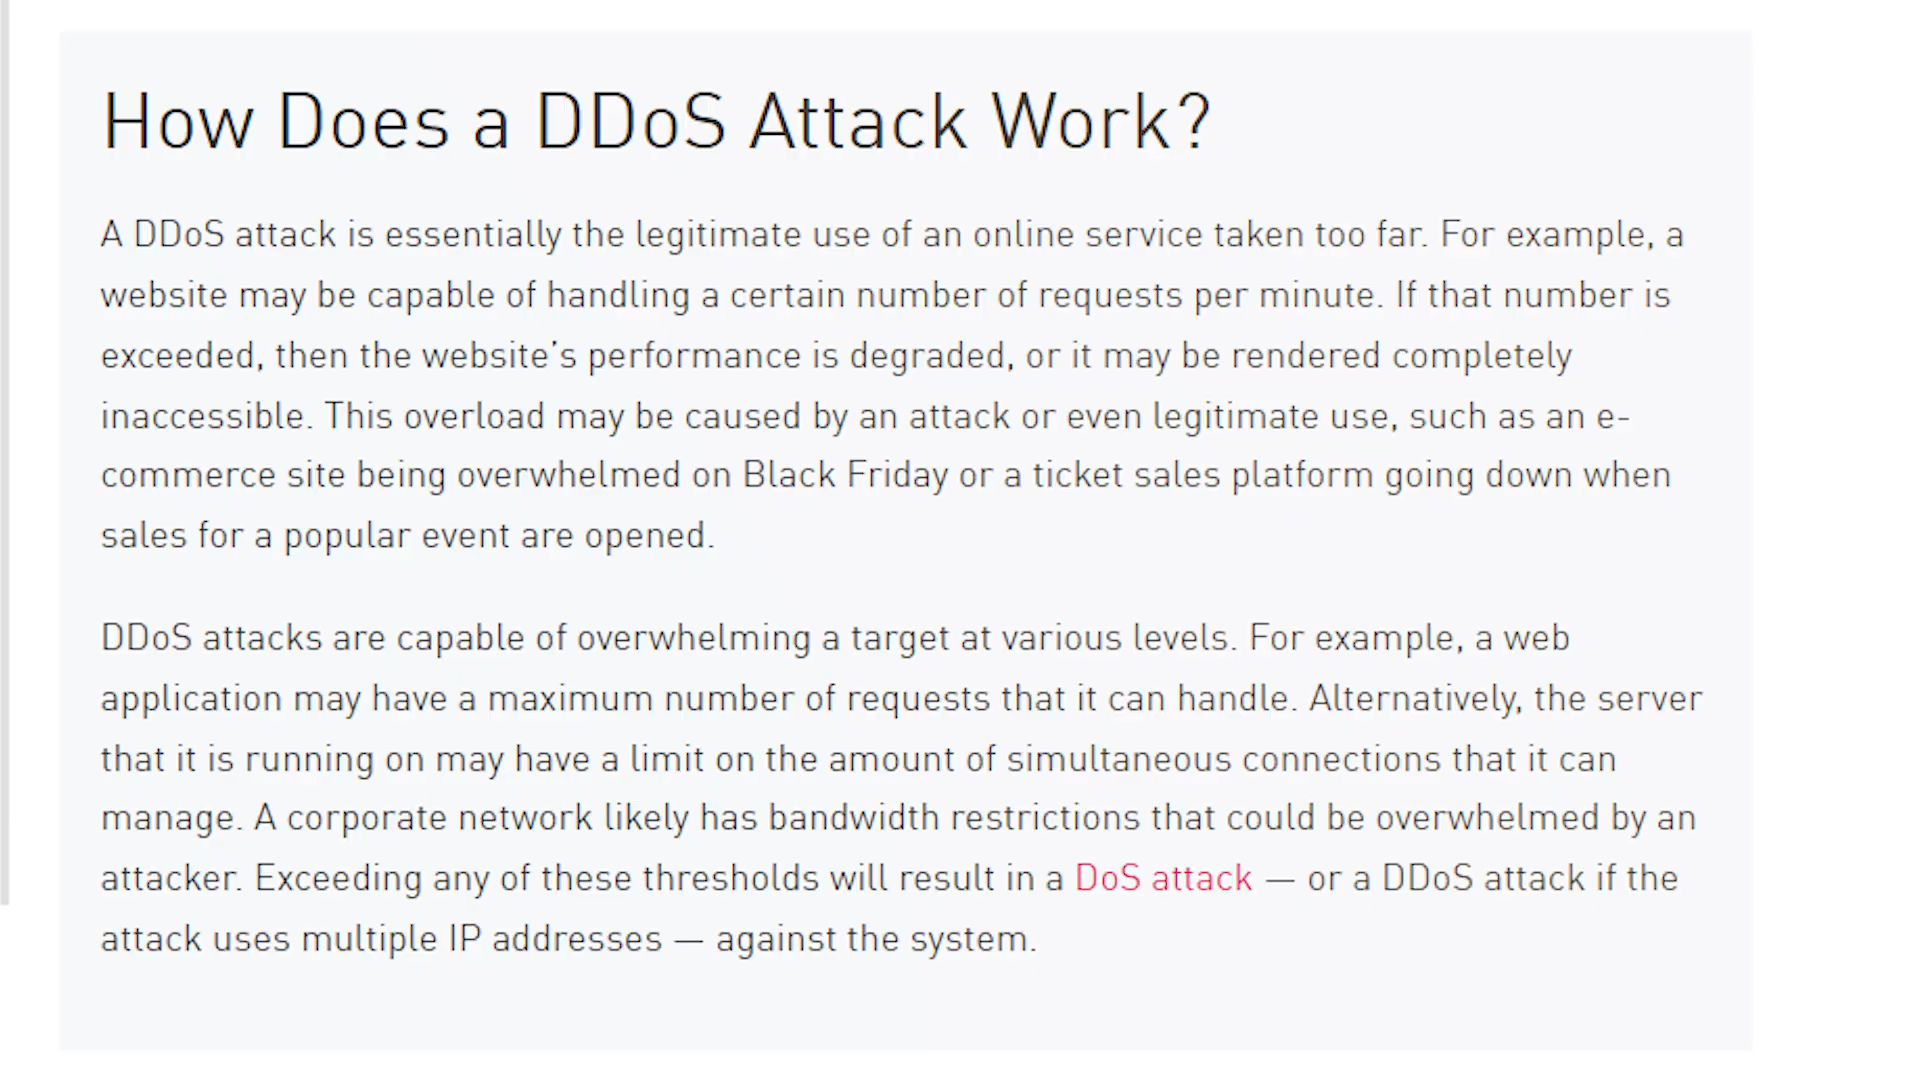 How Does a DDoS Attack Work?
A DDoS attack is essentially the legitimate use of an online service taken too far. For example, a
website may be capable of handling a certain number of requests per minute. If that number is
exceeded, then the website’s performance is degraded, or it may be rendered completely
inaccessible. This overload may be caused by an attack or even legitimate use, such as an e-
commerce site being overwhelmed on Black Friday or a ticket sales platform going down when
sales for a popular event are opened.
DDoS attacks are capable of overwhelming a target at various levels. For example, a web
application may have a maximum number of requests that it can handle. Alternatively, the server
that it is running on may have a limit on the amount of simultaneous connections that it can
manage. A corporate network likely has bandwidth restrictions that could be overwhelmed by an
attacker. Exceeding any of these thresholds will result in a DoS attack — or a DDoS attack if the
attack uses multiple IP addresses — against the system.